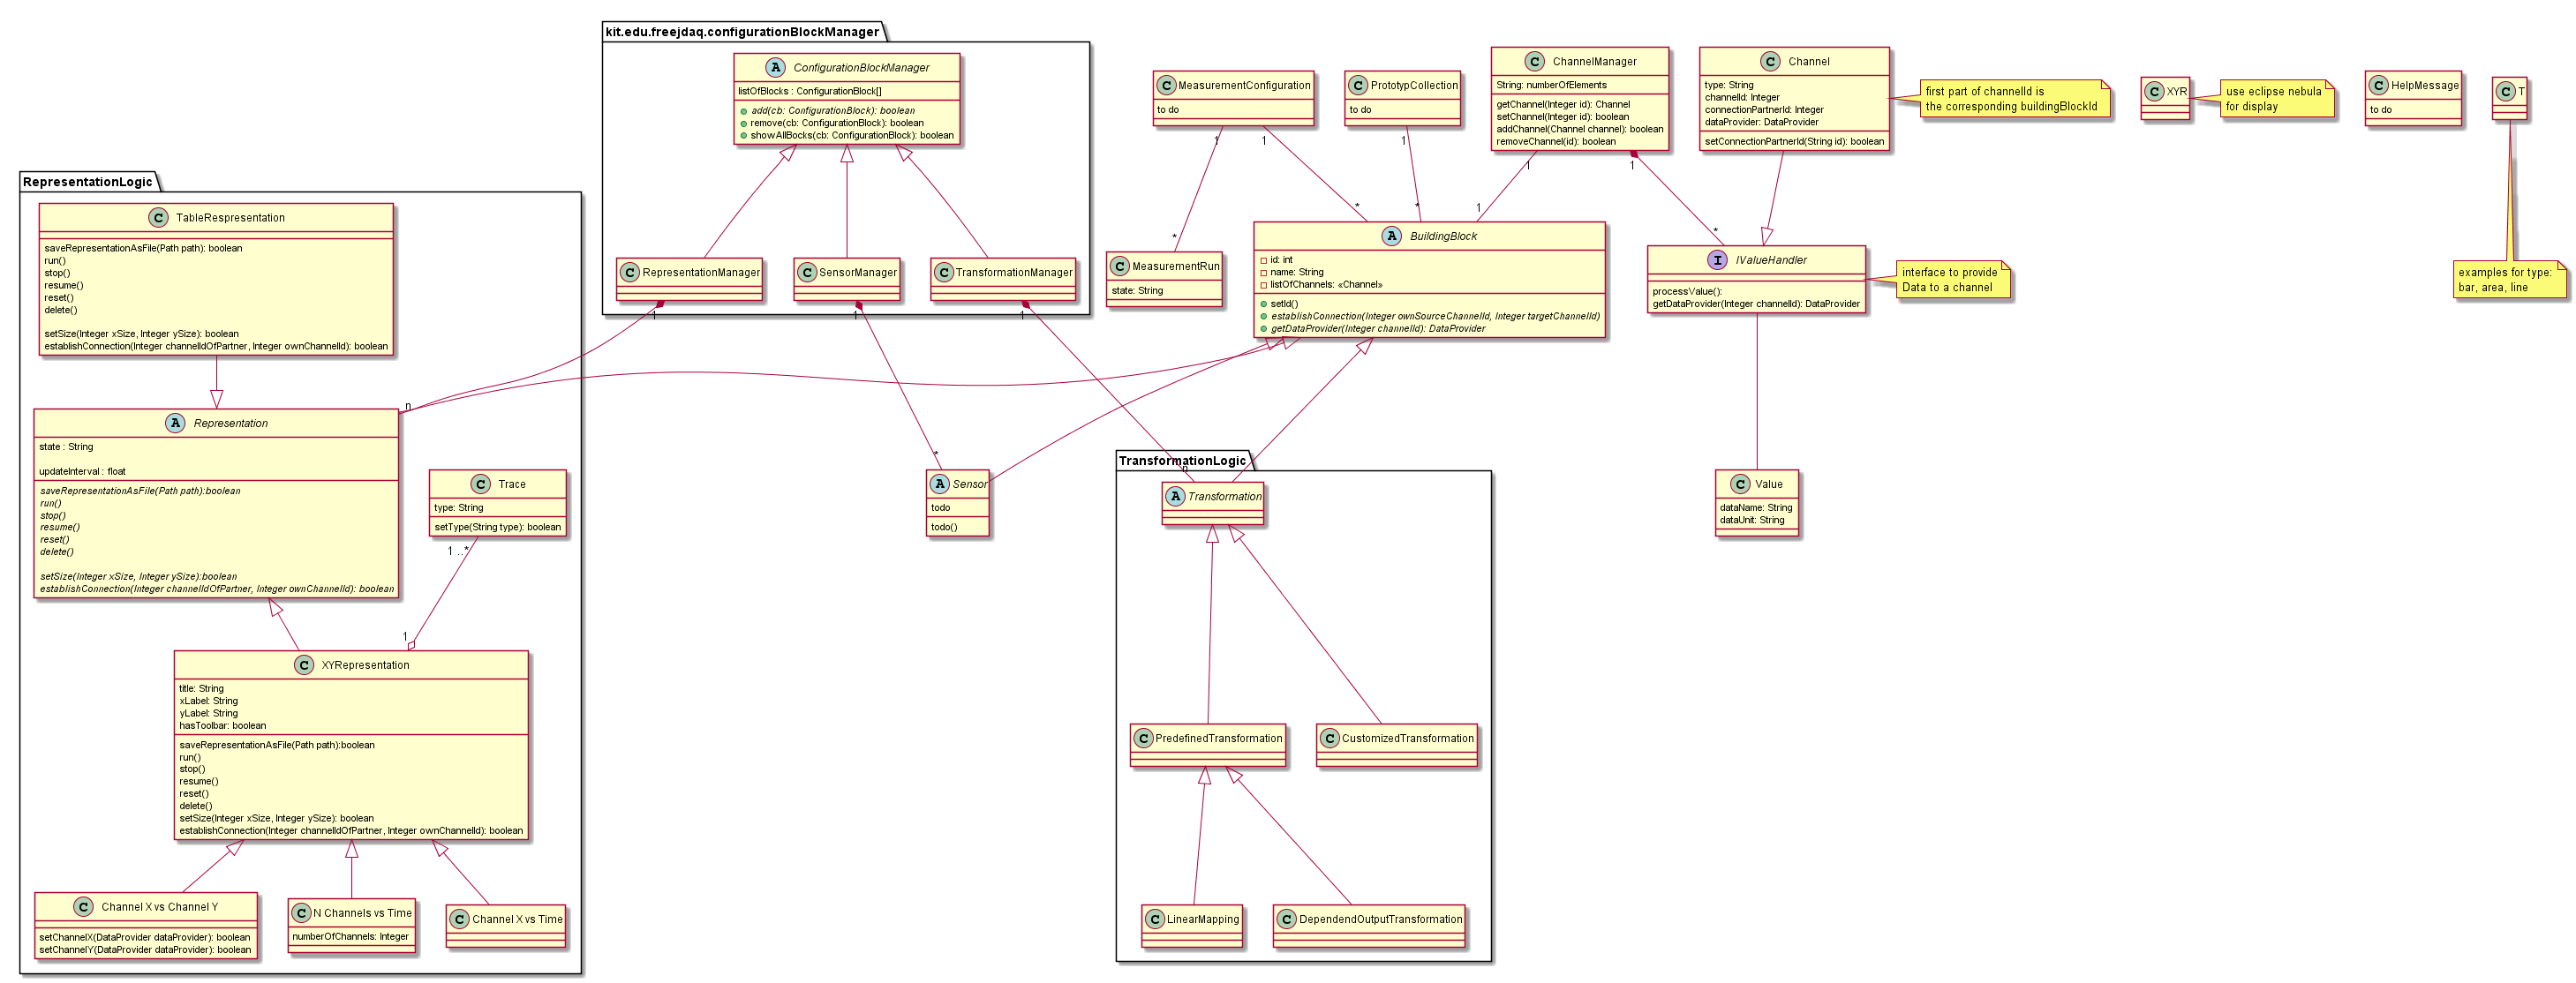 kit.edu.freejdaq.configurationBlockManager
A ConfigurationBlockManager
listOfBlocks : ConfigurationBlock[]
add(cb: ConfigurationBlock): boolean
remove(cb: ConfigurationBlock): boolean
showAllBocks(cb: ConfigurationBlock): boolean
C RepresentationManager
1
C SensorManager
1
C TransformationManager
1
C MeasurementConfiguration
to do
1
1
C PrototypCollection
to do
1
C ChannelManager
String: numberOfElements
getChannel(Integer id): Channel
setChannel(Integer id): boolean
addChannel(Channel channel): boolean
removeChannel(id): boolean
1
1
C Channel
type: String
channelId: Integer
connectionPartnerId: Integer
dataProvider: DataProvider
setConnectionPartnerId(String id): boolean
first part of channelId is
the corresponding buildingBlockId
C XYR
use eclipse nebula
for display
C HelpMessage
to do
C T
examples for type:
bar, area, line
*
C MeasurementRun
state: String
*
*
1
A BuildingBlock
id: int
name: String
listOfChannels: «Channel»
setId()
establishConnection(Integer ownSourceChannelId, Integer targetChannelId)
getDataProvider(Integer channelId): DataProvider
*
I IValueHandler
processValue():
getDataProvider(Integer channelId): DataProvider
interface to provide
Data to a channel
C Value
dataName: String
dataUnit: String
RepresentationLogic
C TableRespresentation
saveRepresentationAsFile(Path path): boolean
run()
stop()
resume()
reset()
delete()
setSize(Integer xSize, Integer ySize): boolean
establishConnection(Integer channelIdOfPartner, Integer ownChannelId): boolean
n
A Representation
state : String
updateInterval : float
saveRepresentationAsFile(Path path):boolean
run()
stop()
resume()
reset()
delete()
setSize(Integer xSize, Integer ySize):boolean
establishConnection(Integer channelIdOfPartner, Integer ownChannelId): boolean
C Trace
type: String
setType(String type): boolean
1 ..*
1
C XYRepresentation
title: String
xLabel: String
yLabel: String
hasToolbar: boolean
saveRepresentationAsFile(Path path):boolean
run()
stop()
resume()
reset()
delete()
setSize(Integer xSize, Integer ySize): boolean
establishConnection(Integer channelIdOfPartner, Integer ownChannelId): boolean
C Channel X vs Channel Y
setChannelX(DataProvider dataProvider): boolean
setChannelY(DataProvider dataProvider): boolean
C N Channels vs Time
numberOfChannels: Integer
C Channel X vs Time
*
A Sensor
todo
todo()
TransformationLogic
n
A Transformation
C PredefinedTransformation
C CustomizedTransformation
C LinearMapping
C DependendOutputTransformation